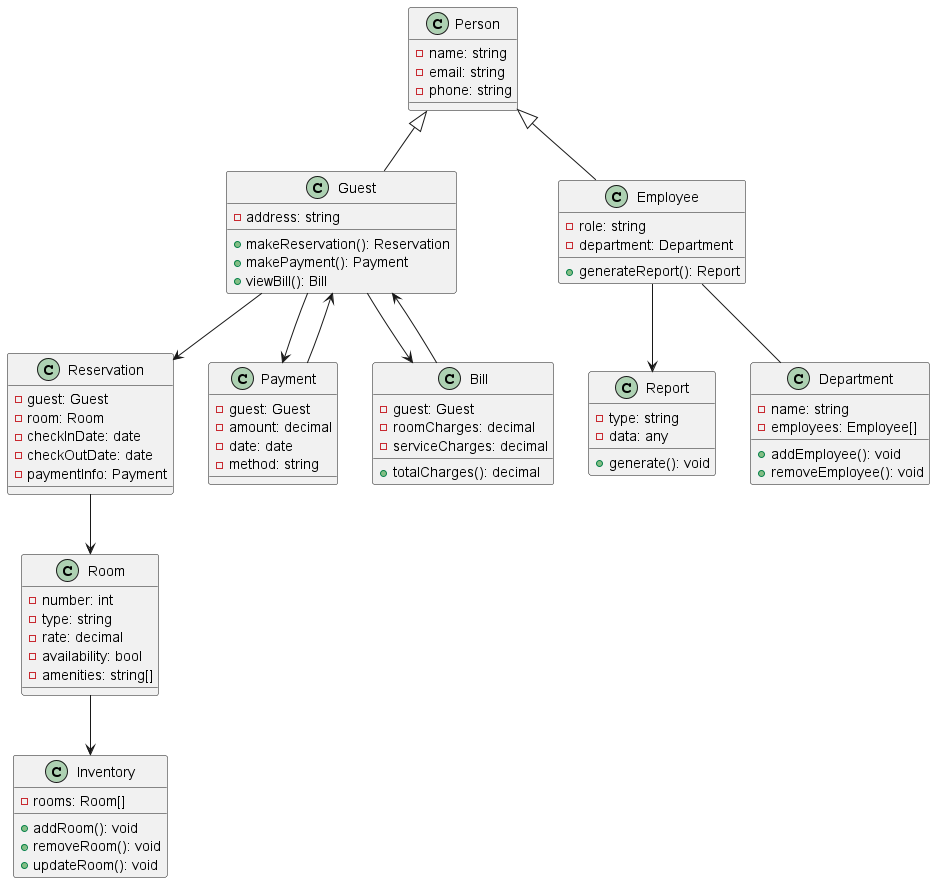 C Person
name: string
email: string
phone: string
C Guest
address: string
makeReservation(): Reservation
makePayment(): Payment
viewBill(): Bill
C Employee
role: string
department: Department
generateReport(): Report
C Reservation
guest: Guest
room: Room
checkInDate: date
checkOutDate: date
paymentInfo: Payment
C Payment
guest: Guest
amount: decimal
date: date
method: string
C Bill
guest: Guest
roomCharges: decimal
serviceCharges: decimal
totalCharges(): decimal
C Report
type: string
data: any
generate(): void
C Department
name: string
employees: Employee[]
addEmployee(): void
removeEmployee(): void
C Room
number: int
type: string
rate: decimal
availability: bool
amenities: string[]
C Inventory
rooms: Room[]
addRoom(): void
removeRoom(): void
updateRoom(): void